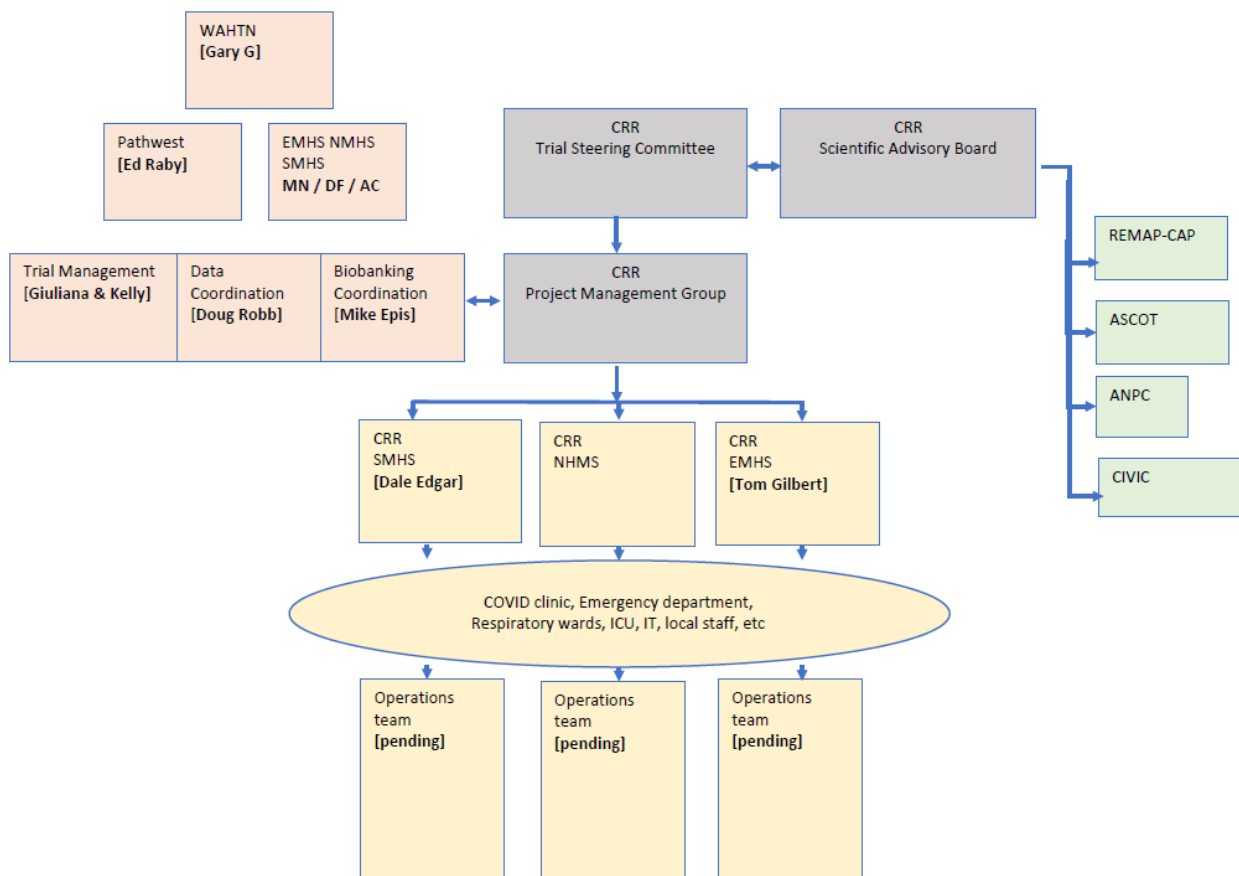 WAHTN
[Gary G]
Pathwest
[Ed Raby]
EMHS NMHS
SMHS
MN / DF / AC
CRR
Trial Steering Committee
CRR
Scientific Advisory Board
REMAP-CAP
ASCOT
ANPC
CIVIC
Trial Management
[Giuliana & Kelly]
Data
Coordination
[Doug Robb]
Biobanking
Coordination
[Mike Epis]
CRR
Project Management Group
CRR
SMHS
[Dale Edgar]
CRR
NHMS
CRR
EMHS
[Tom Gilbert]
COVID clinic, Emergency department,
Respiratory wards, ICU, IT, local staff, etc
Operations
team
[pending]
Operations
team
[pending]
Operations
team
[pending]